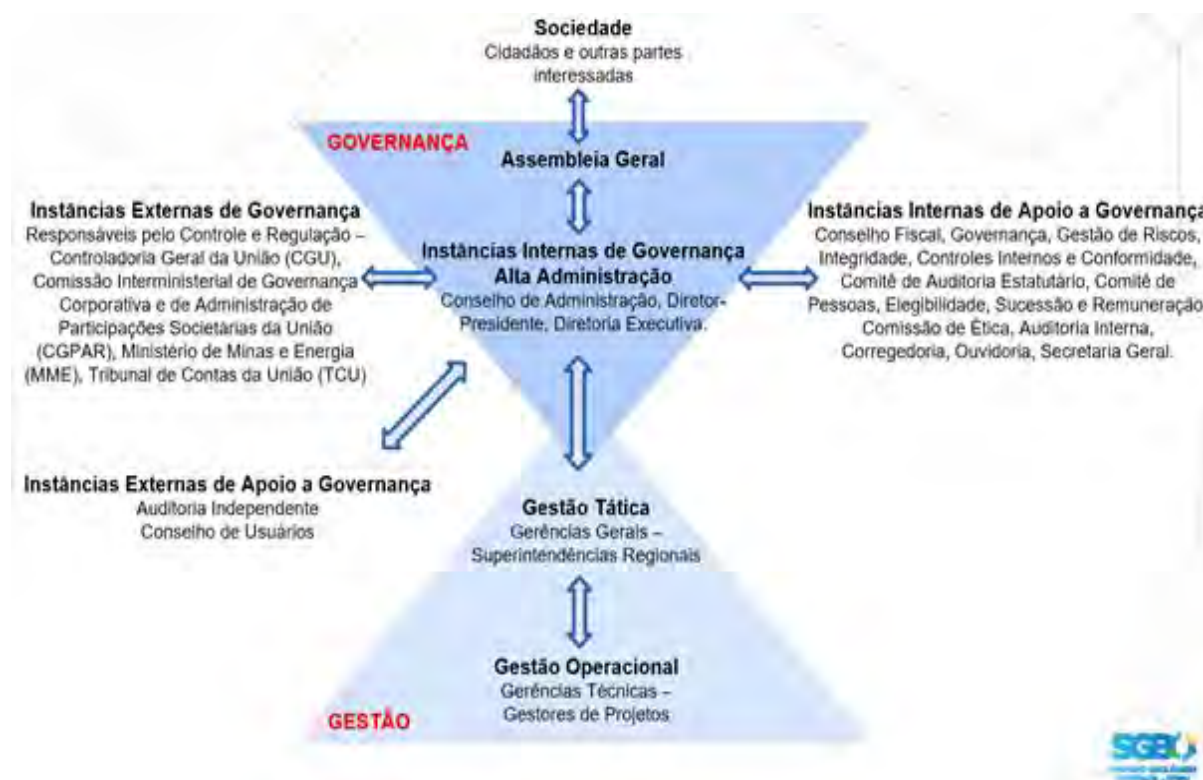 Sociedade
Cidadãos e outras partes
interessadas
GOVERNANÇA
Assembleia Geral
Instâncias Externas de Governança
Responsáveis pelo Controle e Regulação –
Controladoria Geral da União (CGU),
Comissão Interministerial de Governança
Corporativa e de Administração de
Participações Societárias da União
(CGPAR), Ministério de Minas e Energia
(MME), Tribunal de Contas da União (TCU)
Instâncias Internas de Governança
Alta Administração
Conselho de Administração, Diretor-
Presidente, Diretoria Executiva.
Instâncias Internas de Apoio a Governança
Conselho Fiscal, Governança, Gestão de Riscos,
Integridade, Controles Internos e Conformidade,
Comitê de Auditoria Estatutário, Comitê de
Pessoas, Elegibilidade, Sucessão e Remuneração
Comissão de Ética, Auditoria Interna,
Corregedoria, Ouvidoria, Secretaria Geral.
Instâncias Externas de Apoio a Governança
Auditoria Independente
Conselho de Usuários
Gestão Tática
Gerências Gerais –
Superintendências Regionais
Gestão Operacional
Gerências Técnicas –
Gestores de Projetos
GESTÃO
SGB